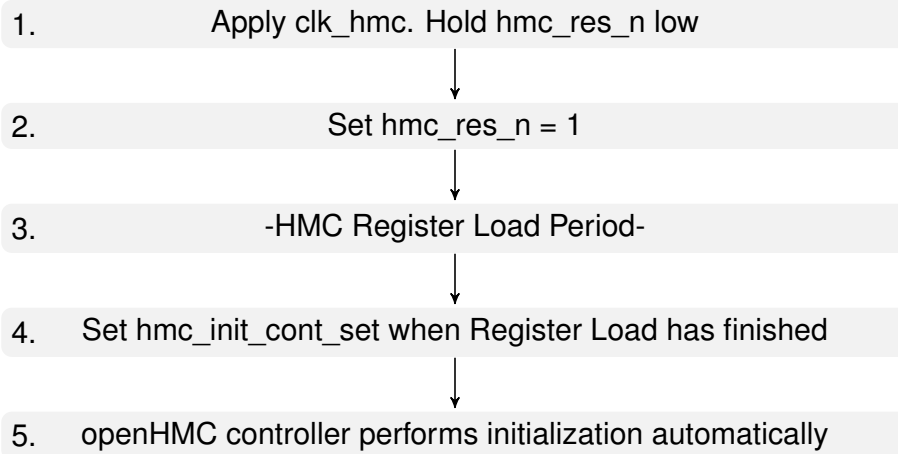 1. Apply clk_hmc. Hold hmc_res_n low
2. Set hmc_res_n = 1
3. -HMC Register Load Period-
4. Set hmc_init_cont_set when Register Load has finished
5. openHMC controller performs initialization automatically